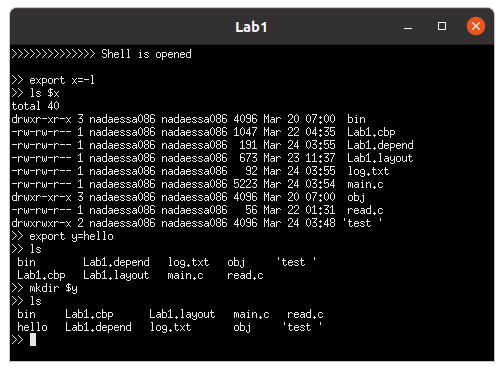 Lab1
>>>>>>>>>>>>>> Shell is opened
>> export x=-l
>> ls $x
total 40
drwxr-xr-x 3 nadaessa086 nadaessa086 4096 Mar 20 07:00  bin
-rw-rw-r-- 1 nadaessa086 nadaessa086 1047 Mar 22 04:35  Lab1.cbp
-rw-rw-r-- 1 nadaessa086 nadaessa086  191 Mar 24 03:55  Lab1.depend
-rw-rw-r-- 1 nadaessa086 nadaessa086  673 Mar 23 11:37  Lab1.layout
-rw-rw-r-- 1 nadaessa086 nadaessa086   92 Mar 24 03:55  log.txt
-rw-rw-r-- 1 nadaessa086 nadaessa086 5223 Mar 24 03:54  main.c
drwxr-xr-x 3 nadaessa086 nadaessa086 4096 Mar 20 07:00  obj
-rw-rw-r-- 1 nadaessa086 nadaessa086   56 Mar 22 01:31  read.c
drwxrwxr-x 2 nadaessa086 nadaessa086 4096 Mar 24 03:48 'test '
>> export y=hello
>> ls
 bin       Lab1.depend   log.txt   obj     'test '
 Lab1.cbp  Lab1.layout   main.c    read.c
>> mkdir $y
>> ls
 bin     Lab1.cbp      Lab1.layout   main.c   read.c
 hello   Lab1.depend   log.txt       obj     'test '
>>